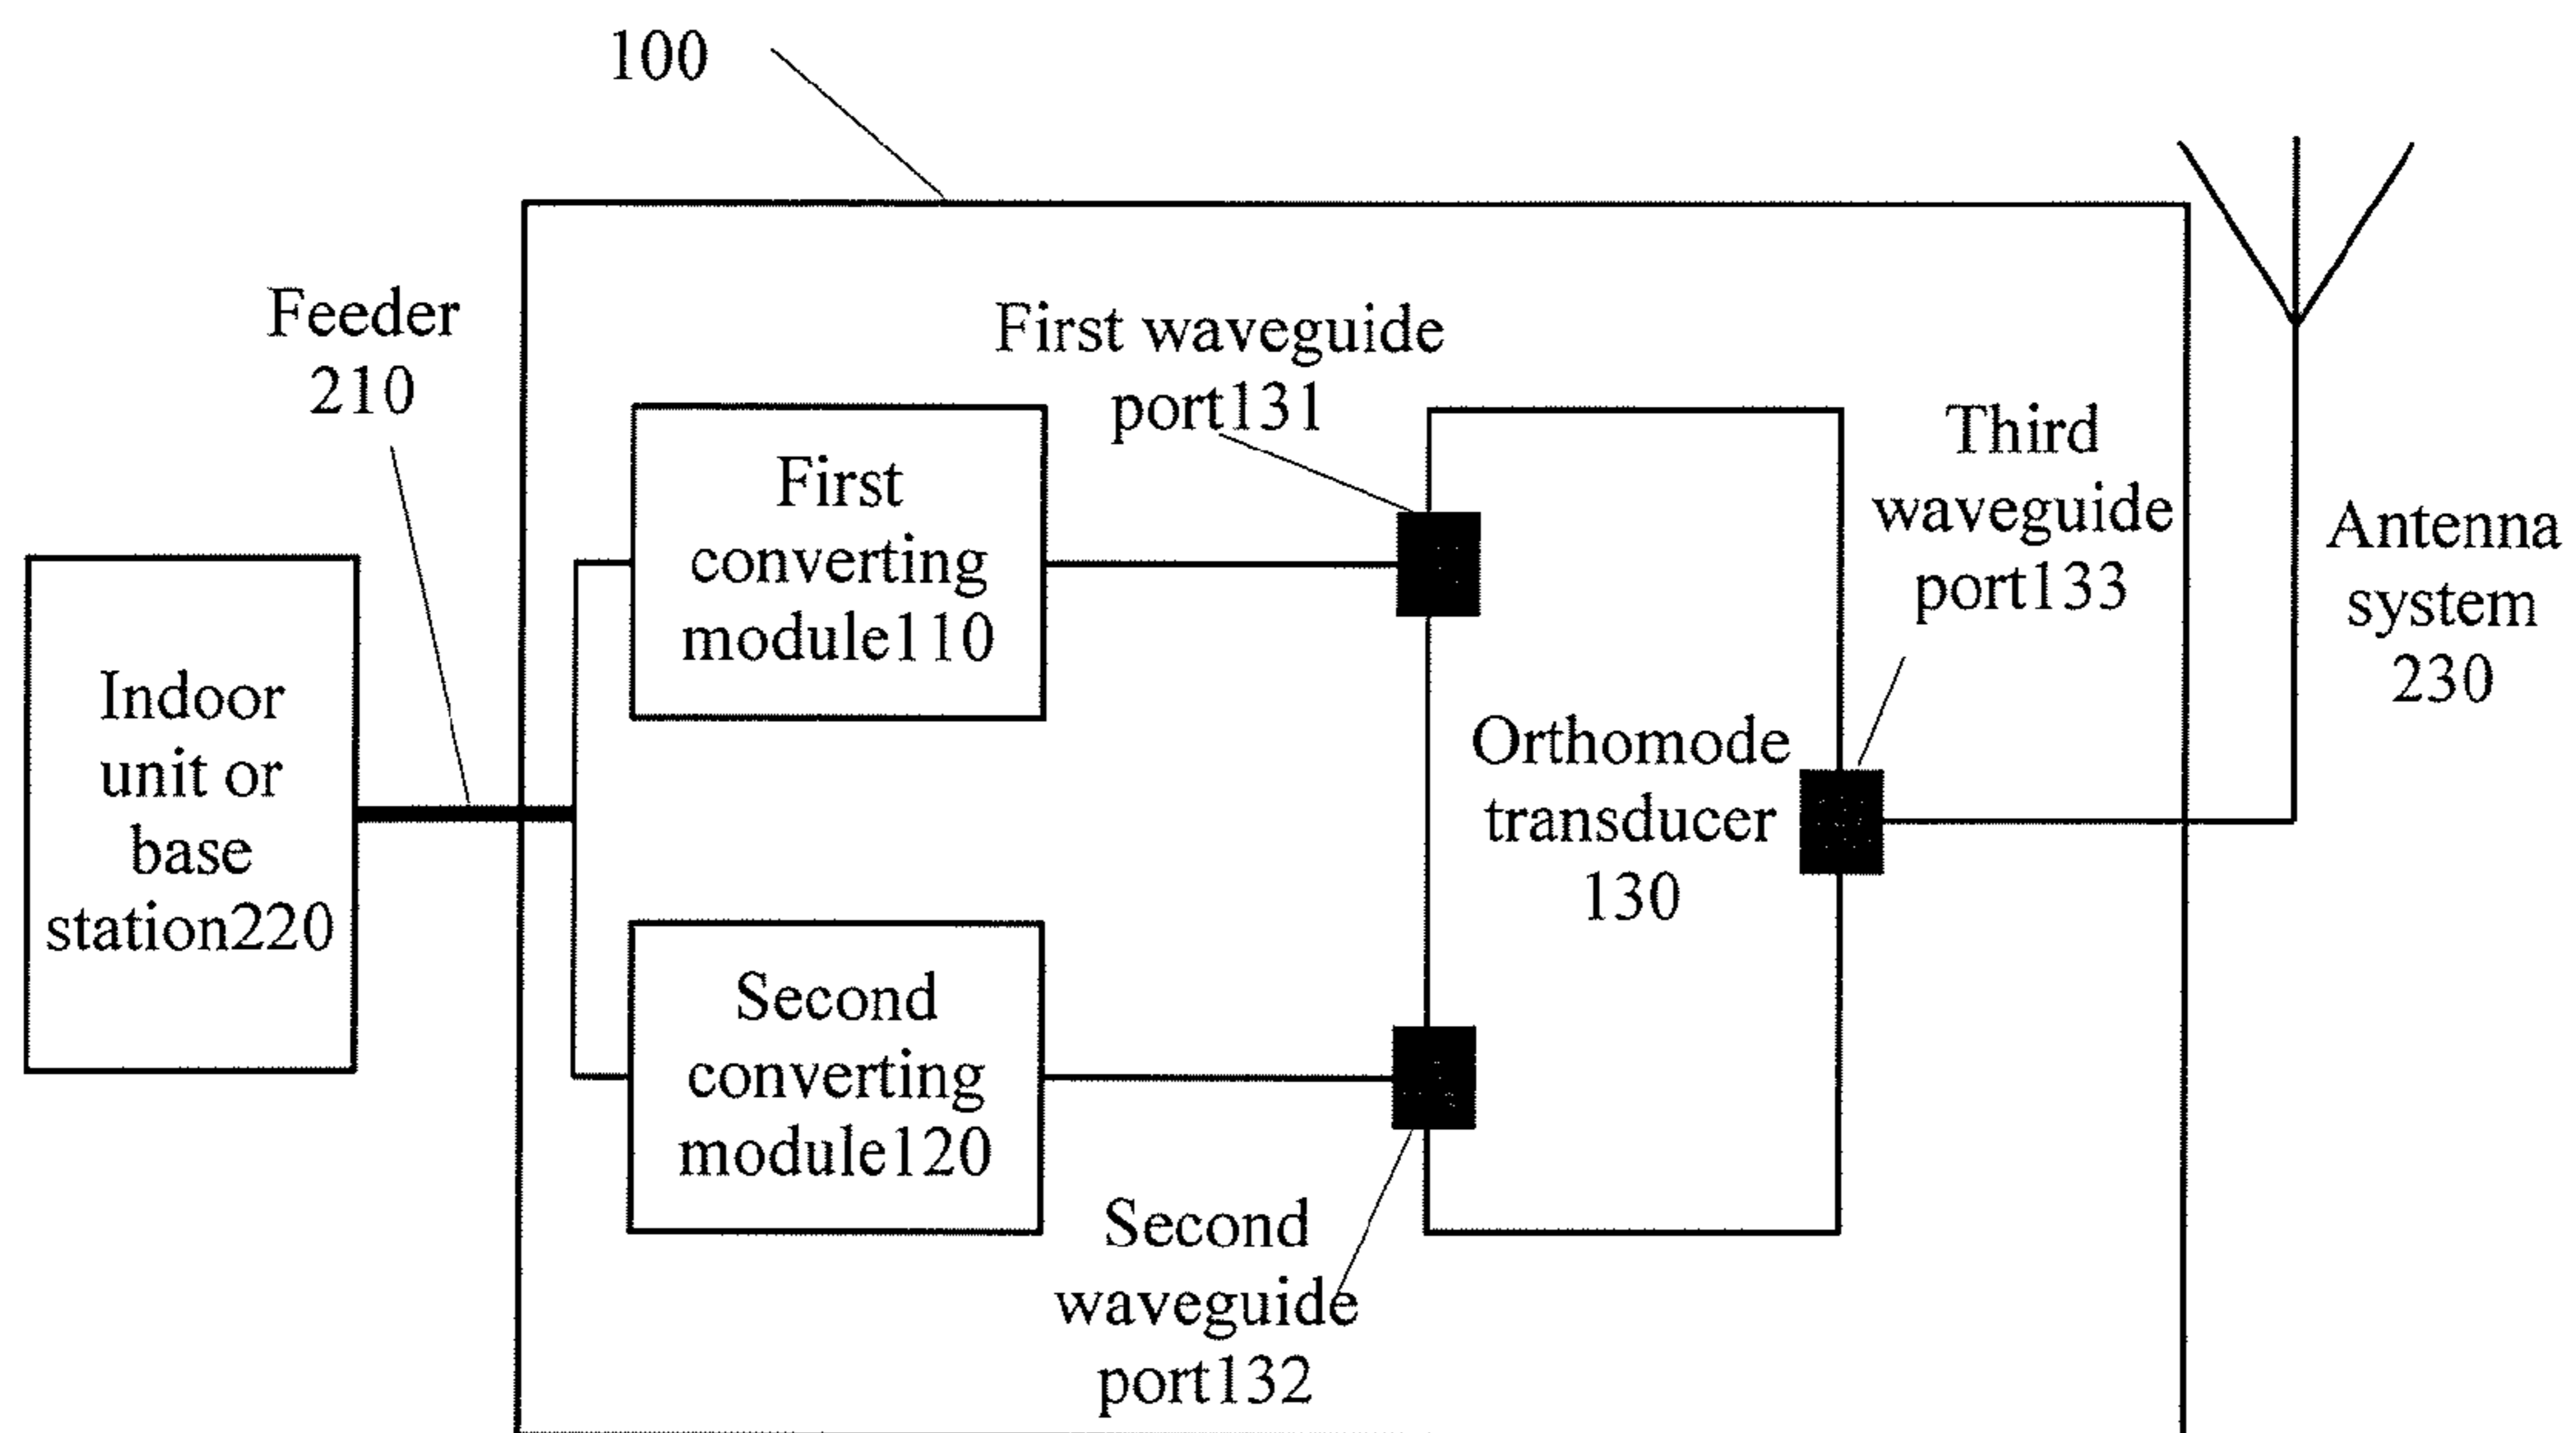 100
Feeder
210
First waveguide
port131
Third
waveguide
port133
Antenna
system
230
First
converting
module110
Indoor
unit or
base
station220
Orthomode
transducer
130
Second
converting
module120
Second
waveguide
port132